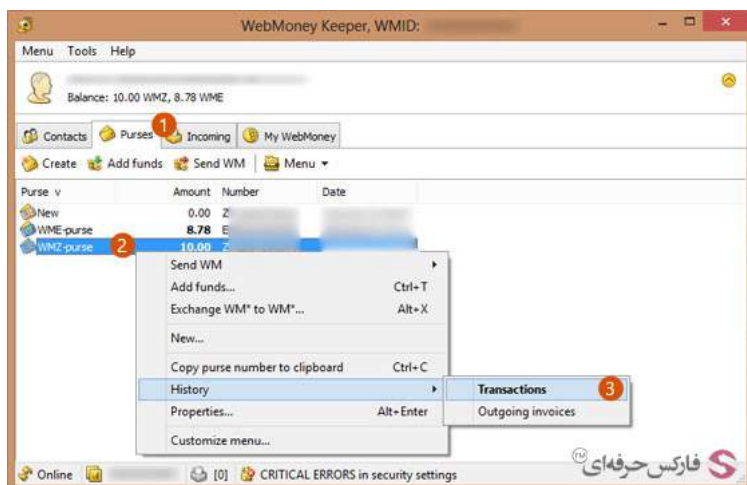 WebMoney Keeper, WMID:
Menu Tools Help
Balance: 10.00 WMZ, 8.78 WME
1
Contacts Purses Incoming My WebMoney
Create Add funds Send WM Menu
Purse v Amount Number Date
New 0.00 Z
WME-purse 8.78 E
WMZ-purse 2 10.00 Z
Send WM
Add funds... Ctrl+T
Exchange WM* to WM*... Alt+X
New...
Copy purse number to clipboard Ctrl+C
History Transactions 3
Properties... Alt+Enter Outgoing invoices
Customize menu...
Online [0] CRITICAL ERRORS in security settings
فارکس حرفه‌ای TM